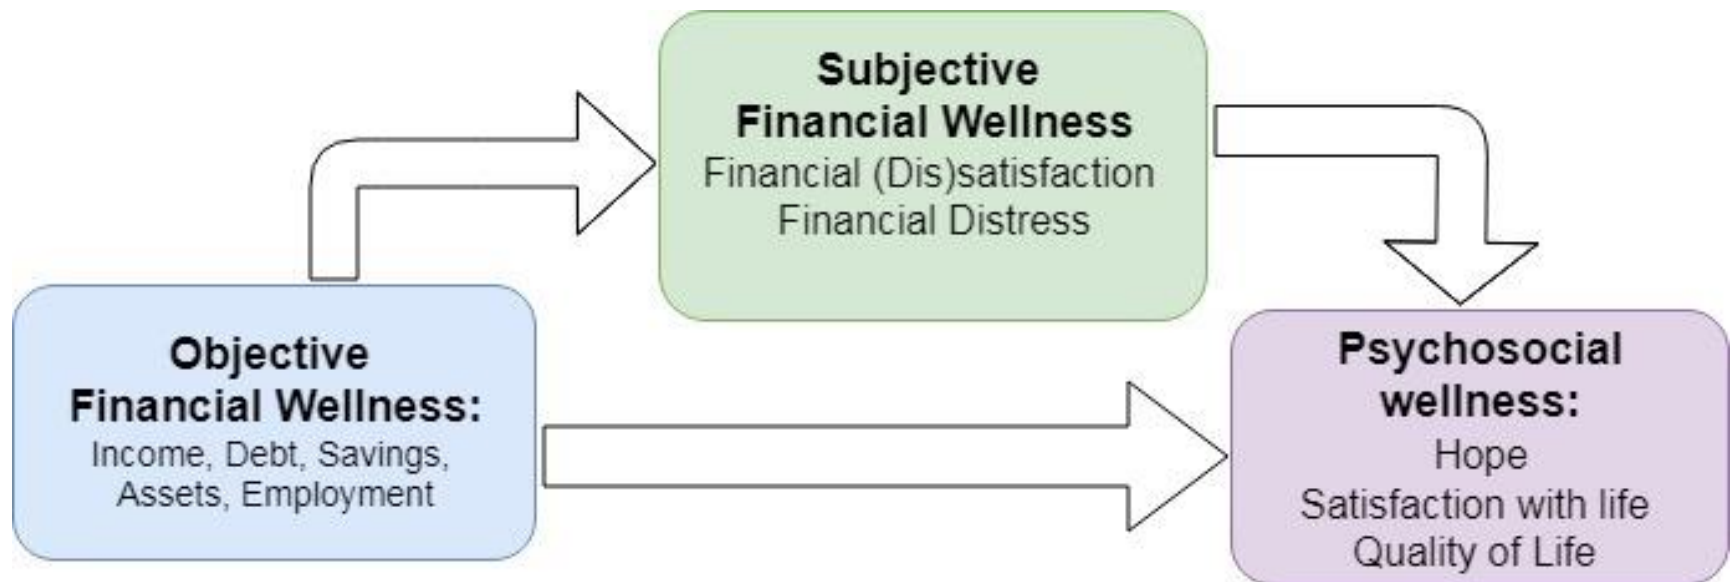 Subjective
Financial Wellness
Financial (Dis)satisfaction
Financial Distress
Objective
Financial Wellness:
Income, Debt, Savings,
Assets, Employment
Psychosocial
wellness:
Hope
Satisfaction with life
Quality of Life